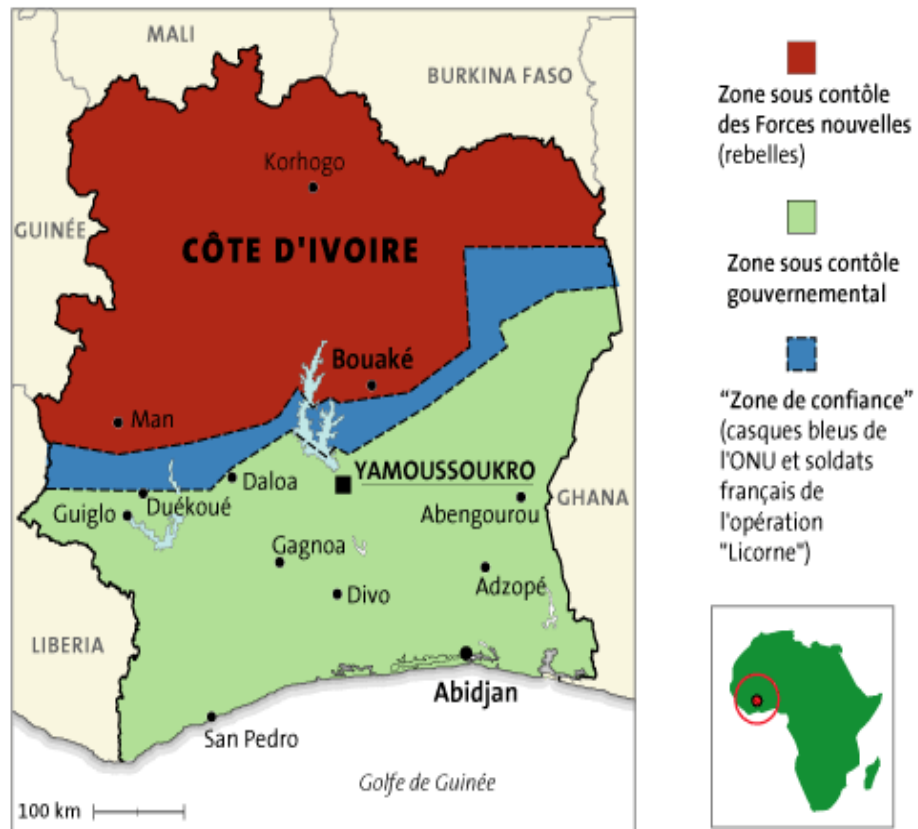 MALI
BURKINA FASO
Korhogo
GUINÉE
CÔTE D'IVOIRE
Bouaké
Man
YAMOUSSOUKRO
Daloa
Duékoué
Guiglo
Abengourou
GHANA
Gagnoa
Divo
Adzopé
LIBERIA
Abidjan
San Pedro
Golfe de Guinée
100 km
Zone sous contôle
des Forces nouvelles
(rebelles)
Zone sous contôle
gouvernemental
“Zone de confiance”
(casques bleus de
l'ONU et soldats
français de
l'opération
"Licorne")